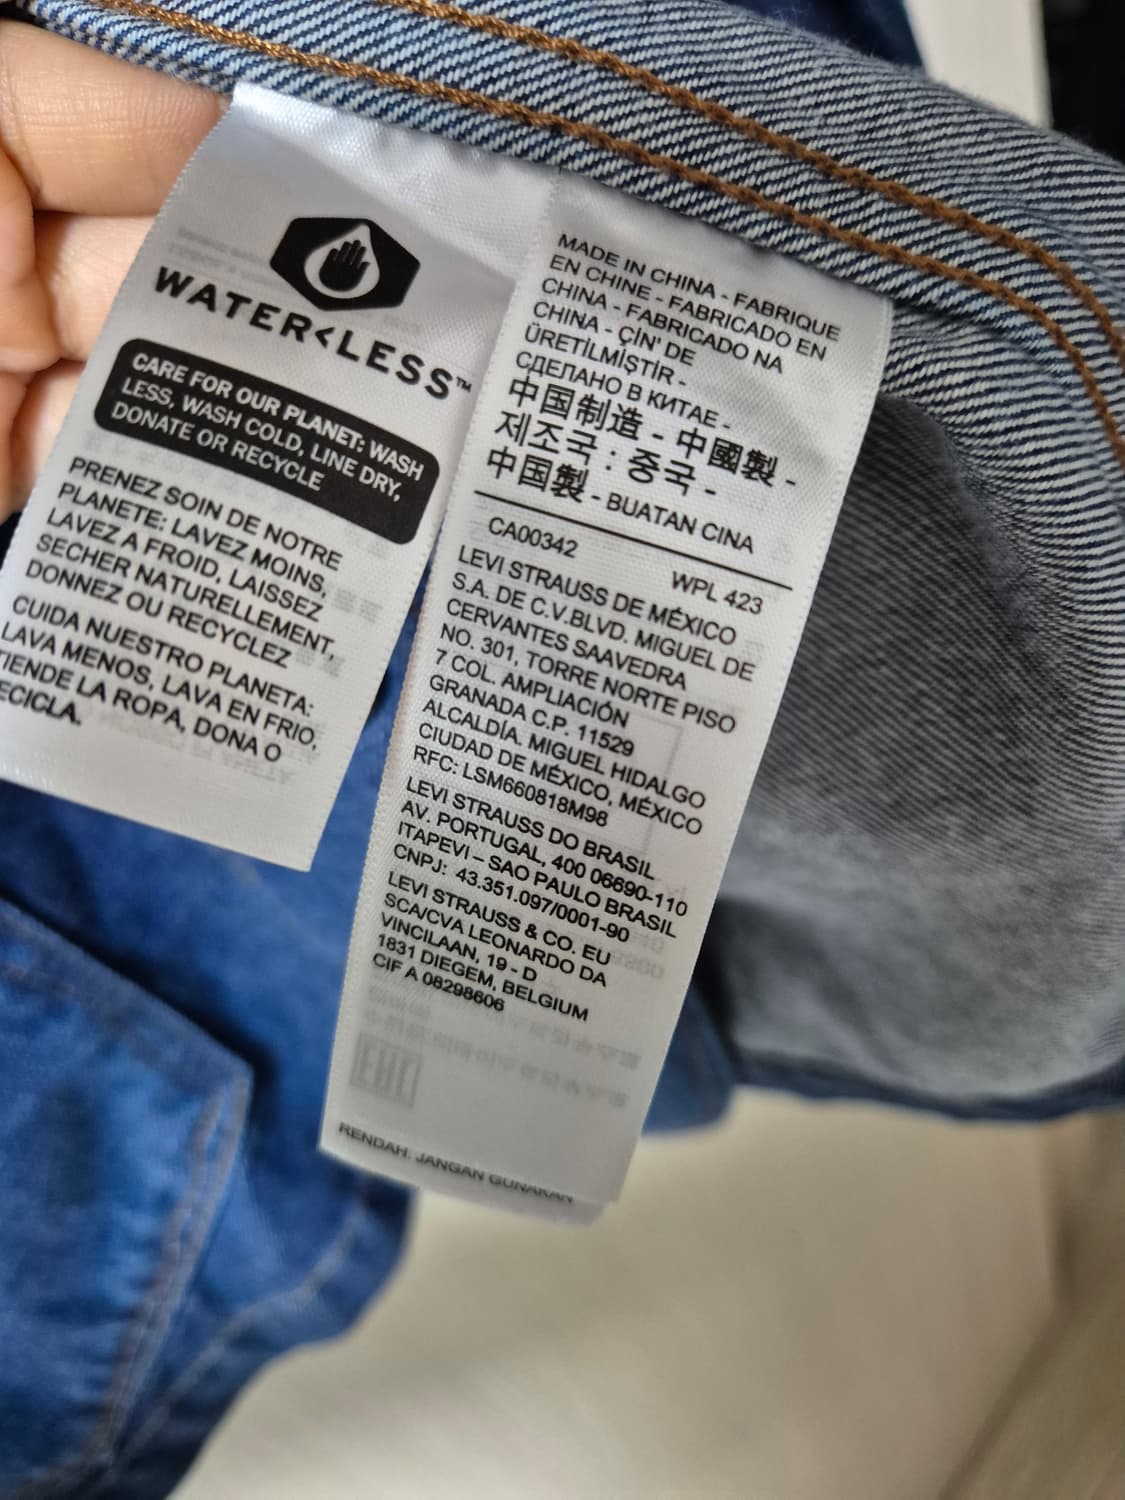 WATER<LESS™
CARE FOR OUR PLANET: WASH
LESS, WASH COLD, LINE DRY,
DONATE OR RECYCLE
PRENEZ SOIN DE NOTRE
PLANETE: LAVEZ MOINS,
LAVEZ A FROID, LAISSEZ
SECHER NATURELLEMENT,
DONNEZ OU RECYCLEZ
CUIDA NUESTRO PLANETA:
LAVA MENOS, LAVA EN FRIO,
TIENDE LA ROPA, DONA O
ECICLA.
MADE IN CHINA - FABRIQUE
EN CHINE - FABRICADO EN
CHINA - FABRICADO NA
CHINA - ÇİN' DE
ÜRETİLMİŞTİR -
СДЕЛАНО В КИТАЕ -
中国制造 - 中國製 -
제조국 : 중국 -
中国製 - BUATAN CINA
CA00342
WPL 423
LEVI STRAUSS DE MÉXICO
S.A. DE C.V.BLVD. MIGUEL DE
CERVANTES SAAVEDRA
NO. 301, TORRE NORTE PISO
7 COL. AMPLIACIÓN
GRANADA C.P. 11529
ALCALDÍA. MIGUEL HIDALGO
CIUDAD DE MÉXICO, MÉXICO
RFC: LSM660818M98
LEVI STRAUSS DO BRASIL
AV. PORTUGAL, 400 06690-110
ITAPEVI – SAO PAULO BRASIL
CNPJ: 43.351.097/0001-90
LEVI STRAUSS & CO. EU
SCA/CVA LEONARDO DA
VINCILAAN, 19 - D
1831 DIEGEM, BELGIUM
CIF A 08298606
RENDAH. JANGAN GUNAKAN